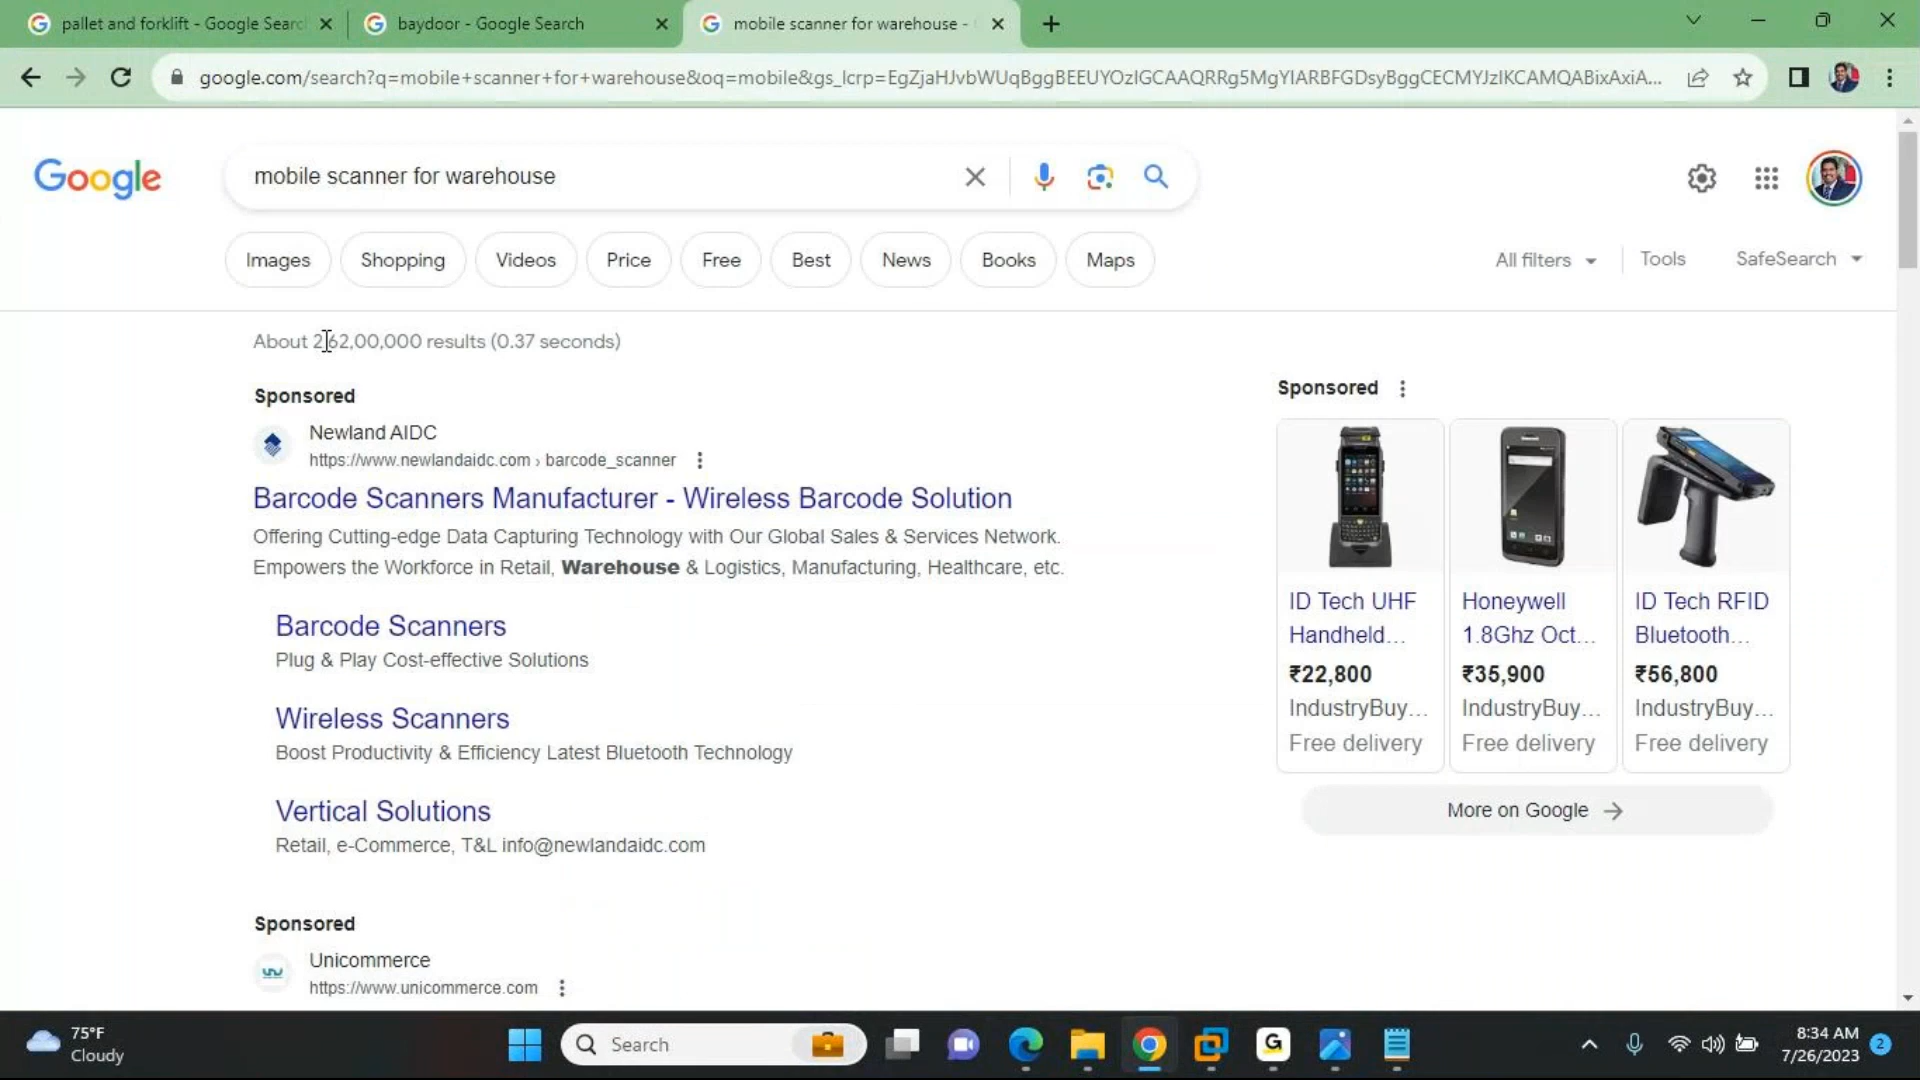 pallet and forklift - Google Searc
baydoor - Google Search
mobile scanner for warehouse -
google.com/search?q=mobile+scanner+for+warehouse&oq=mobile&gs_lcrp=EgZjaHJvbWUqBggBEEUYOzIGCAAQRRg5MgYIARBFGDsyBggCECMYJzIKCAMQABixAxiA...
Google
mobile scanner for warehouse
Images
Shopping
Videos
Price
Free
Best
News
Books
Maps
All filters
Tools
SafeSearch
About 2,62,00,000 results (0.37 seconds)
Sponsored
Newland AIDC
https://www.newlandaidc.com › barcode_scanner
Barcode Scanners Manufacturer - Wireless Barcode Solution
Offering Cutting-edge Data Capturing Technology with Our Global Sales & Services Network.
Empowers the Workforce in Retail, Warehouse & Logistics, Manufacturing, Healthcare, etc.
Barcode Scanners
Plug & Play Cost-effective Solutions
Wireless Scanners
Boost Productivity & Efficiency Latest Bluetooth Technology
Vertical Solutions
Retail, e-Commerce, T&L info@newlandaidc.com
Sponsored
Unicommerce
https://www.unicommerce.com
Sponsored
ID Tech UHF
Handheld...
₹22,800
IndustryBuy...
Free delivery
Honeywell
1.8Ghz Oct...
₹35,900
IndustryBuy...
Free delivery
ID Tech RFID
Bluetooth...
₹56,800
IndustryBuy...
Free delivery
More on Google
75°F
Cloudy
Search
G
8:34 AM
7/26/2023
2